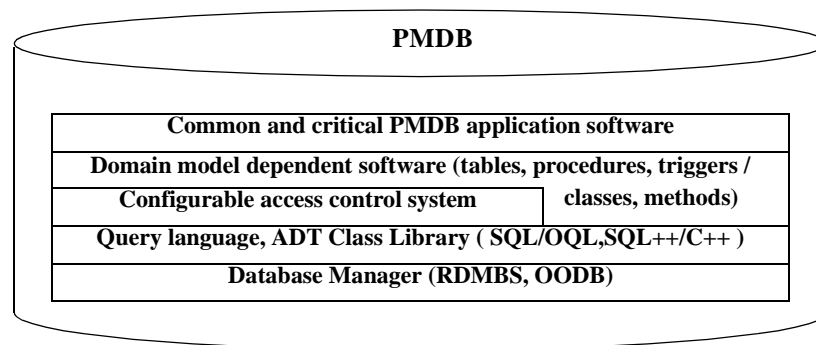 PMDB
Common and critical PMDB application software
Domain model dependent software (tables, procedures, triggers /
Configurable access control system classes, methods)
Query language, ADT Class Library ( SQL/OQL,SQL++/C++ )
Database Manager (RDMBS, OODB)